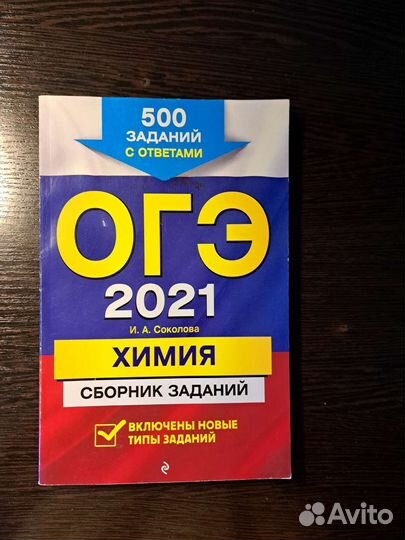 500
ЗАДАНИЙ
С ОТВЕТАМИ
ОГЭ
2021
И. А. Соколова
ХИМИЯ
СБОРНИК ЗАДАНИЙ
ВКЛЮЧЕНЫ НОВЫЕ
ТИПЫ ЗАДАНИЙ
Avito